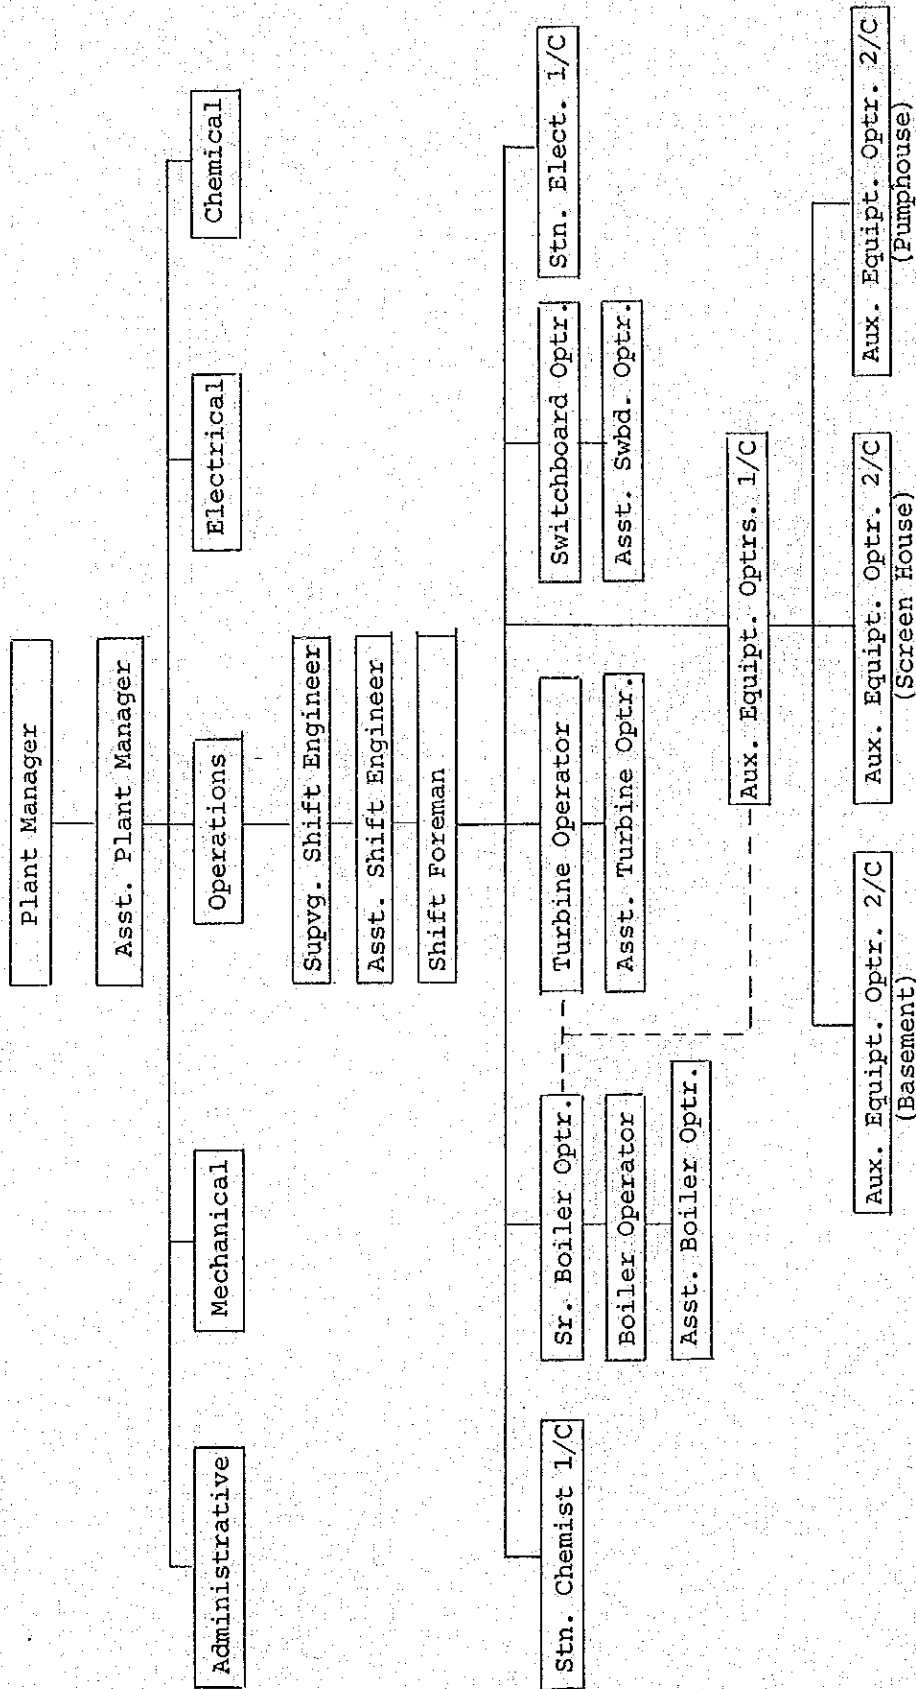 Plant Manager
Asst. Plant Manager
Administrative
Mechanical
Operations
Electrical
Chemical
Supvg. Shift Engineer
Asst. Shift Engineer
Shift Foreman
Stn. Chemist 1/C
Sr. Boiler Optr.
Turbine Operator
Switchboard Optr.
Stn. Elect. 1/C
Boiler Operator
Asst. Turbine Optr.
Asst. Swbd. Optr.
Asst. Boiler Optr.
Aux. Equipt. Optrs. 1/C
Aux. Equipt. Optr. 2/C
(Basement)
Aux. Equipt. Optr. 2/C
(Screen House)
Aux. Equipt. Optr. 2/C
(Pumphouse)